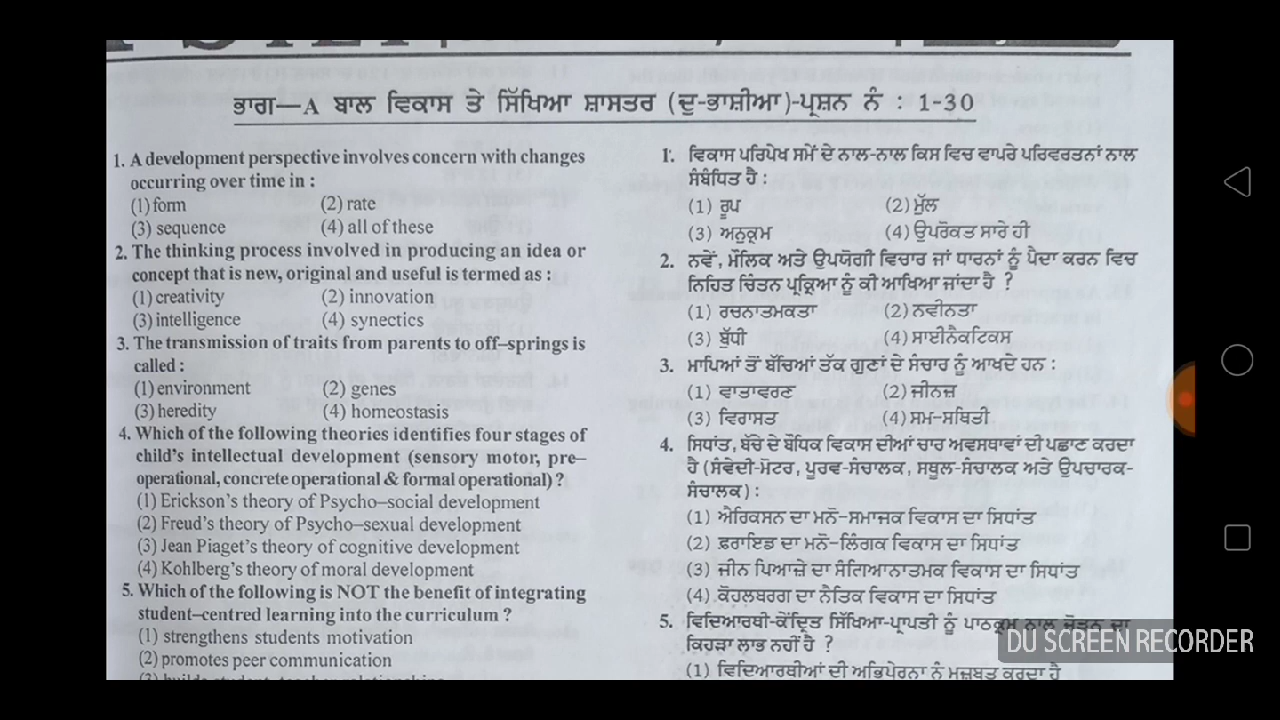 ਭਾਗ—A ਬਾਲ ਵਿਕਾਸ ਤੇ ਸਿੱਖਿਆ ਸ਼ਾਸਤਰ (ਦੁ-ਭਾਸ਼ੀਆ)-ਪ੍ਰਸ਼ਨ ਨੰ : 1-30
1. A development perspective involves concern with changes
occurring over time in :
(1) form (2) rate
(3) sequence (4) all of these
2. The thinking process involved in producing an idea or
concept that is new, original and useful is termed as :
(1) creativity (2) innovation
(3) intelligence (4) synectics
3. The transmission of traits from parents to off–springs is
called :
(1) environment (2) genes
(3) heredity (4) homeostasis
4. Which of the following theories identifies four stages of
child's intellectual development (sensory motor, pre–
operational, concrete operational & formal operational) ?
(1) Erickson's theory of Psycho–social development
(2) Freud's theory of Psycho–sexual development
(3) Jean Piaget's theory of cognitive development
(4) Kohlberg's theory of moral development
5. Which of the following is NOT the benefit of integrating
student–centred learning into the curriculum ?
(1) strengthens students motivation
(2) promotes peer communication
1. ਵਿਕਾਸ ਪਰਿਪੇਖ ਸਮੇਂ ਦੇ ਨਾਲ-ਨਾਲ ਕਿਸ ਵਿਚ ਵਾਪਰੇ ਪਰਿਵਰਤਨਾਂ ਨਾਲ
ਸੰਬੰਧਿਤ ਹੈ :
(1) ਰੂਪ (2) ਮੁੱਲ
(3) ਅਨੁਕ੍ਰਮ (4) ਉਪਰੋਕਤ ਸਾਰੇ ਹੀ
2. ਨਵੇਂ, ਮੌਲਿਕ ਅਤੇ ਉਪਯੋਗੀ ਵਿਚਾਰ ਜਾਂ ਧਾਰਨਾਂ ਨੂੰ ਪੈਦਾ ਕਰਨ ਵਿਚ
ਨਿਹਿਤ ਚਿੰਤਨ ਪ੍ਰਕ੍ਰਿਆ ਨੂੰ ਕੀ ਆਖਿਆ ਜਾਂਦਾ ਹੈ ?
(1) ਰਚਨਾਤਮਕਤਾ (2) ਨਵੀਨਤਾ
(3) ਬੁੱਧੀ (4) ਸਾਈਨੈਕਟਿਕਸ
3. ਮਾਪਿਆਂ ਤੋਂ ਬੱਚਿਆਂ ਤੱਕ ਗੁਣਾਂ ਦੇ ਸੰਚਾਰ ਨੂੰ ਆਖਦੇ ਹਨ :
(1) ਵਾਤਾਵਰਣ (2) ਜੀਨਜ਼
(3) ਵਿਰਾਸਤ (4) ਸਮ-ਸਥਿਤੀ
4. ਸਿਧਾਂਤ, ਬੱਚੇ ਦੇ ਬੌਧਿਕ ਵਿਕਾਸ ਦੀਆਂ ਚਾਰ ਅਵਸਥਾਵਾਂ ਦੀ ਪਛਾਣ ਕਰਦਾ
ਹੈ (ਸੰਵੇਦੀ-ਮੋਟਰ, ਪੂਰਵ-ਸੰਚਾਲਕ, ਸਥੂਲ-ਸੰਚਾਲਕ ਅਤੇ ਉਪਚਾਰਕ-
ਸੰਚਾਲਕ) :
(1) ਐਰਿਕਸਨ ਦਾ ਮਨੋ-ਸਮਾਜਕ ਵਿਕਾਸ ਦਾ ਸਿਧਾਂਤ
(2) ਫ਼ਰਾਇਡ ਦਾ ਮਨੋ-ਲਿੰਗਕ ਵਿਕਾਸ ਦਾ ਸਿਧਾਂਤ
(3) ਜੀਨ ਪਿਆਜ਼ੇ ਦਾ ਸੰਗਿਆਨਾਤਮਕ ਵਿਕਾਸ ਦਾ ਸਿਧਾਂਤ
(4) ਕੋਹਲਬਰਗ ਦਾ ਨੈਤਿਕ ਵਿਕਾਸ ਦਾ ਸਿਧਾਂਤ
5. ਵਿਦਿਆਰਥੀ-ਕੇਂਦ੍ਰਿਤ ਸਿੱਖਿਆ-ਪ੍ਰਾਪਤੀ ਨੂੰ ਪਾਠਕ੍ਰਮ ਨਾਲ ਜੋੜਨ ਦਾ
ਕਿਹੜਾ ਲਾਭ ਨਹੀਂ ਹੈ ?
(1) ਵਿਦਿਆਰਥੀਆਂ ਦੀ ਅਭਿਪੇਰਨਾ ਨੂੰ ਮਜ਼ਬੂਤ ਕਰਦਾ ਹੈ
DU SCREEN RECORDER